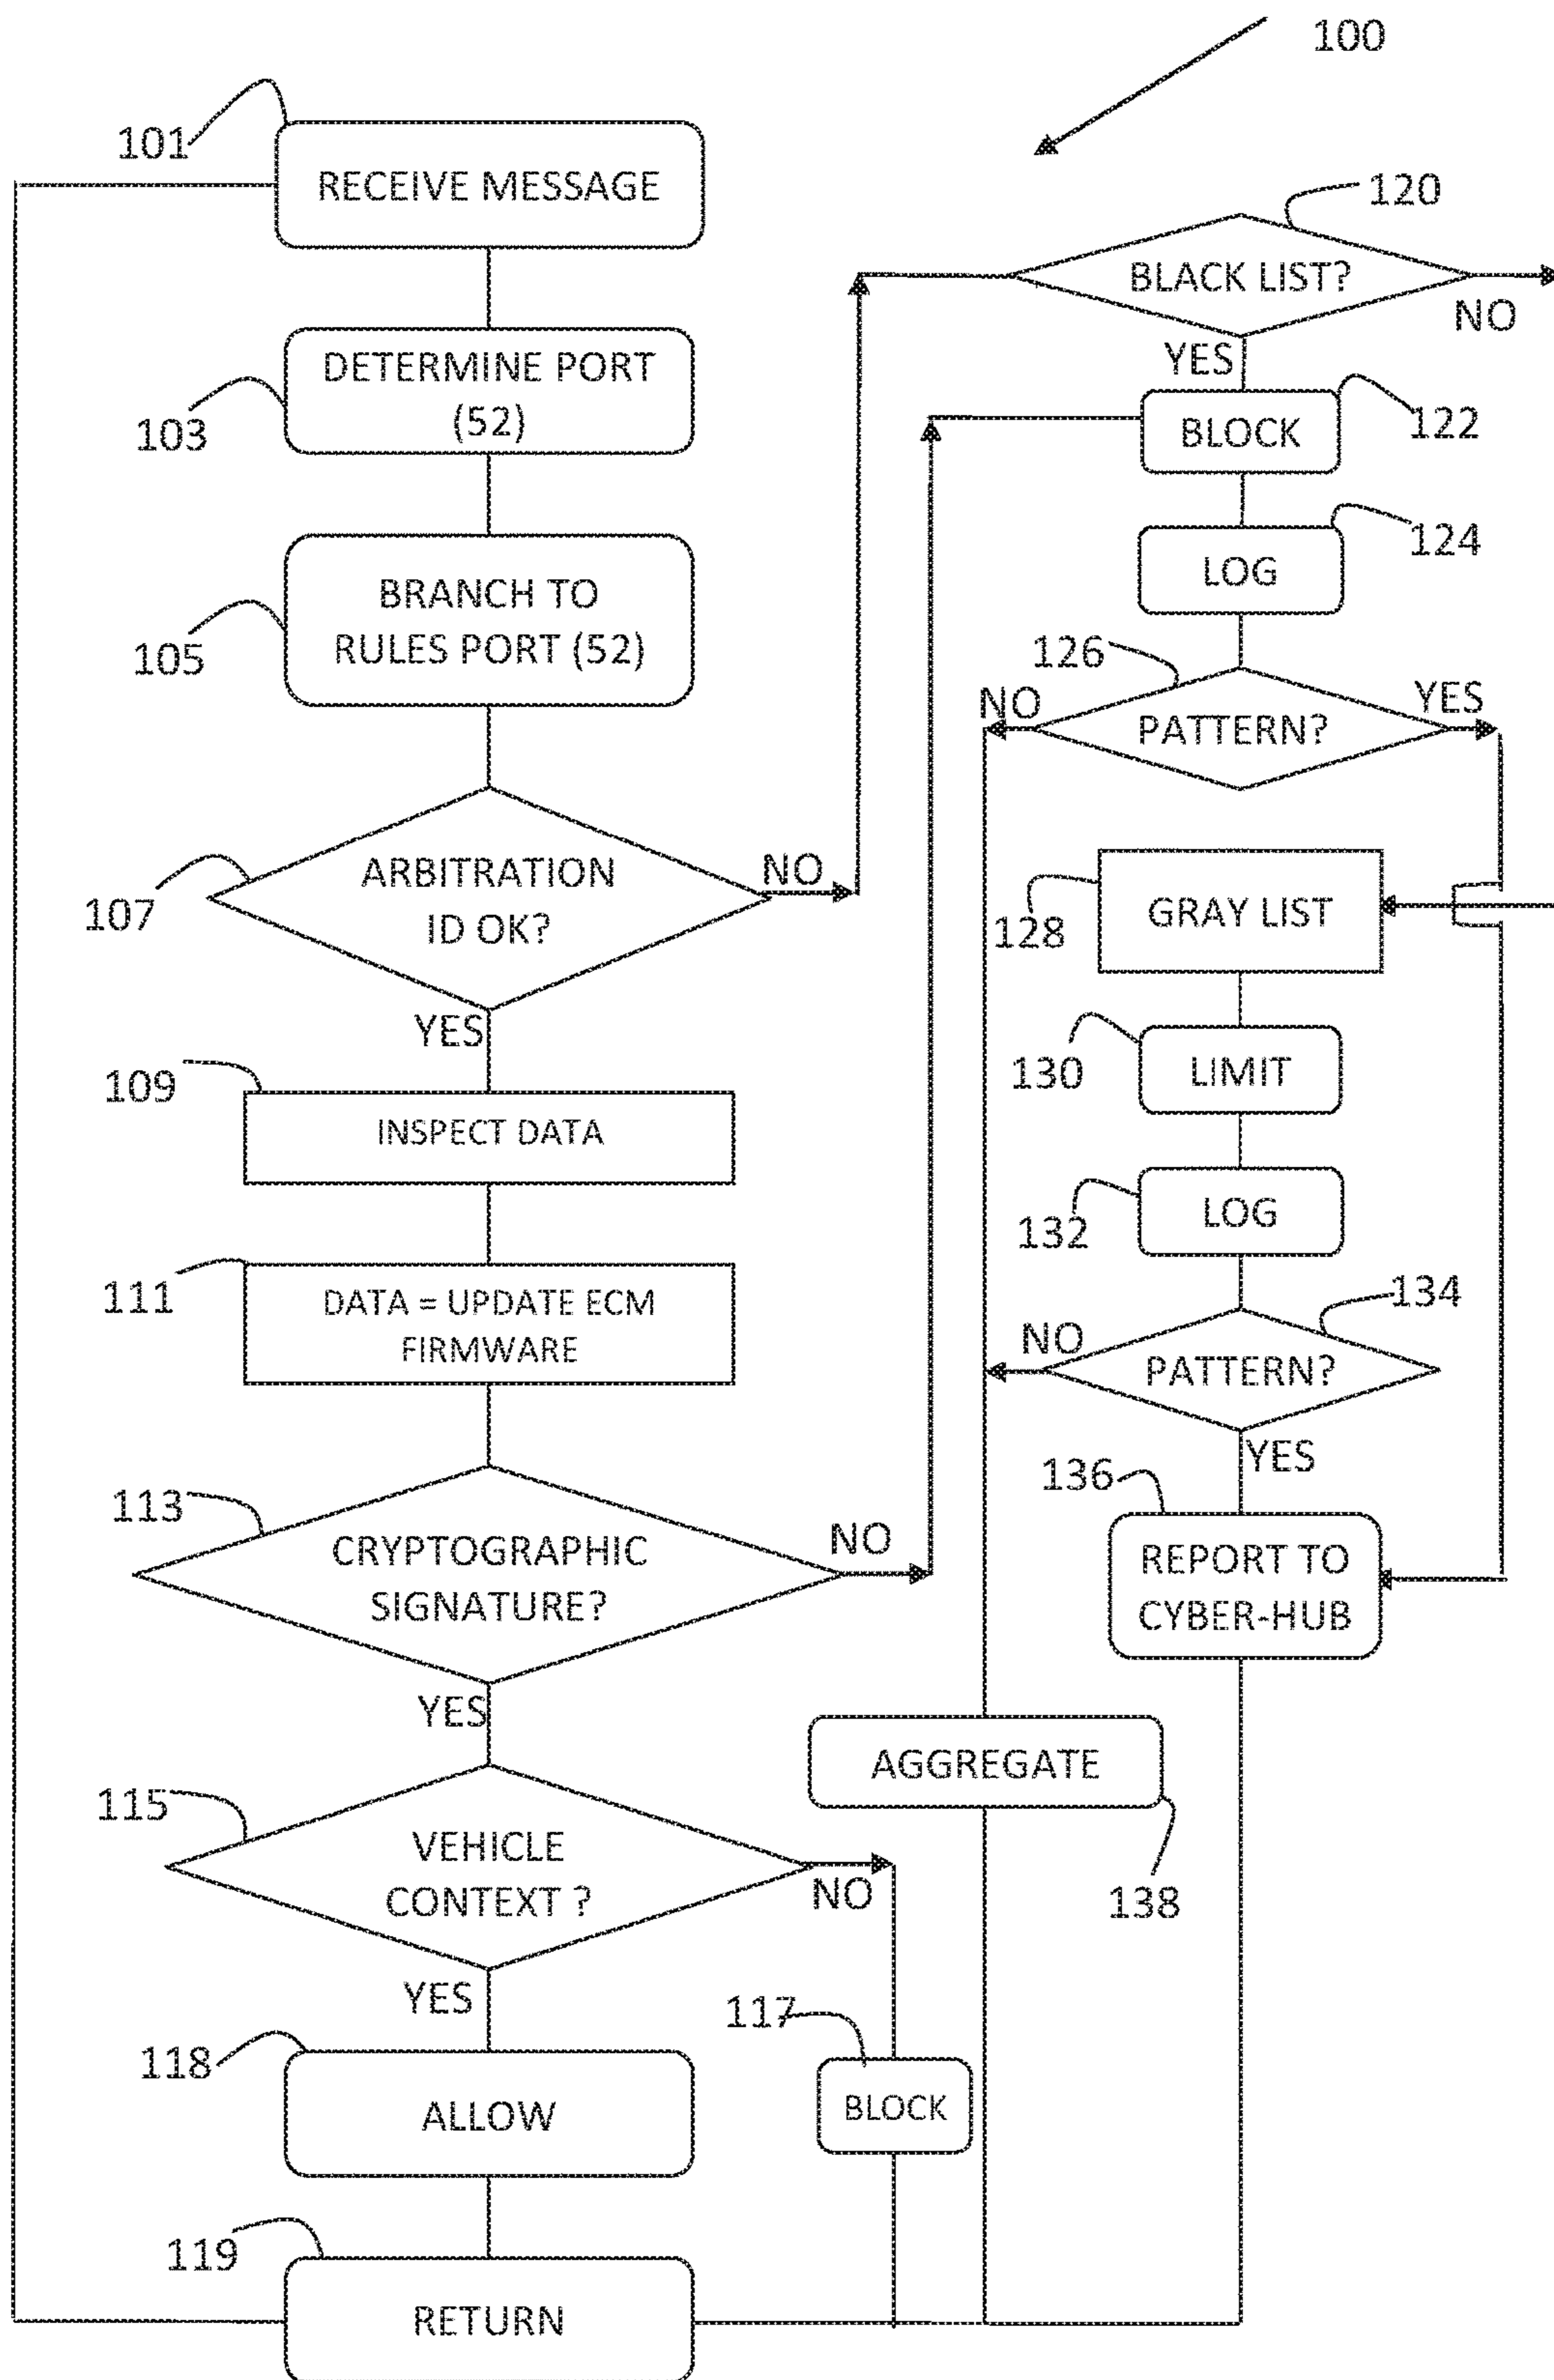 100
101
RECEIVE MESSAGE
103
DETERMINE PORT
(52)
105
BRANCH TO
RULES PORT (52)
107
ARBITRATION
ID OK?
NO
YES
109
INSPECT DATA
111
DATA = UPDATE ECM
FIRMWARE
113
CRYPTOGRAPHIC
SIGNATURE?
NO
YES
115
VEHICLE
CONTEXT ?
NO
YES
117
BLOCK
118
ALLOW
119
RETURN
120
BLACK LIST?
NO
YES
BLOCK
122
LOG
124
126
NO
PATTERN?
YES
128
GRAY LIST
130
LIMIT
132
LOG
134
NO
PATTERN?
YES
136
REPORT TO
CYBER-HUB
AGGREGATE
138